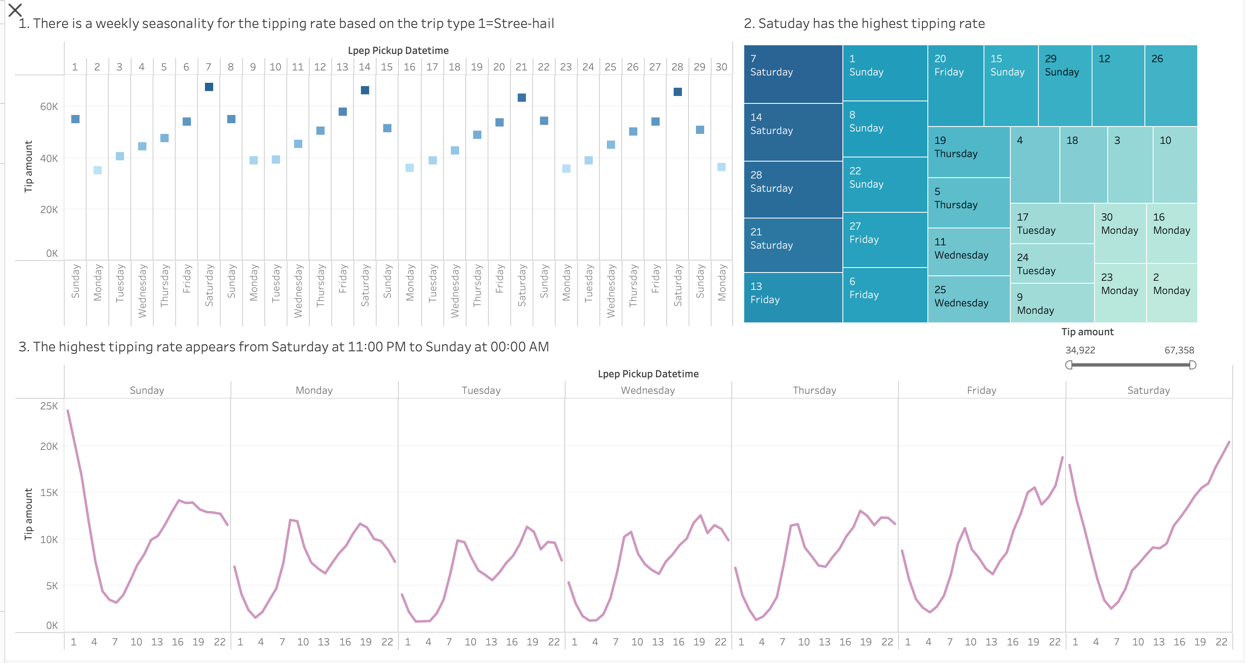 1. There is a weekly seasonality for the tipping rate based on the trip type 1=Stree-hail
Lpep Pickup Datetime
1 2 3 4 5 6 7 8 9 10 11 12 13 14 15 16 17 18 19 20 21 22 23 24 25 26 27 28 29 30
60K
40K
20K
0K
Tip amount
Sunday Monday Tuesday Wednesday Thursday Friday Saturday Sunday Monday Tuesday Wednesday Thursday Friday Saturday Sunday Monday Tuesday Wednesday Thursday Friday Saturday Sunday Monday Tuesday Wednesday Thursday Friday Saturday Sunday Monday
2. Satuday has the highest tipping rate
7
Saturday
14
Saturday
28
Saturday
21
Saturday
13
Friday
1
Sunday
8
Sunday
22
Sunday
27
Friday
6
Friday
20
Friday
15
Sunday
29
Sunday
12
26
19
Thursday
5
Thursday
11
Wednesday
25
Wednesday
4
18
3
10
17
Tuesday
24
Tuesday
9
Monday
30
Monday
16
Monday
23
Monday
2
Monday
Tip amount
34,922 67,358
3. The highest tipping rate appears from Saturday at 11:00 PM to Sunday at 00:00 AM
Lpep Pickup Datetime
Sunday Monday Tuesday Wednesday Thursday Friday Saturday
25K
20K
15K
10K
5K
0K
Tip amount
1 4 7 10 13 16 19 22 1 4 7 10 13 16 19 22 1 4 7 10 13 16 19 22 1 4 7 10 13 16 19 22 1 4 7 10 13 16 19 22 1 4 7 10 13 16 19 22 1 4 7 10 13 16 19 22